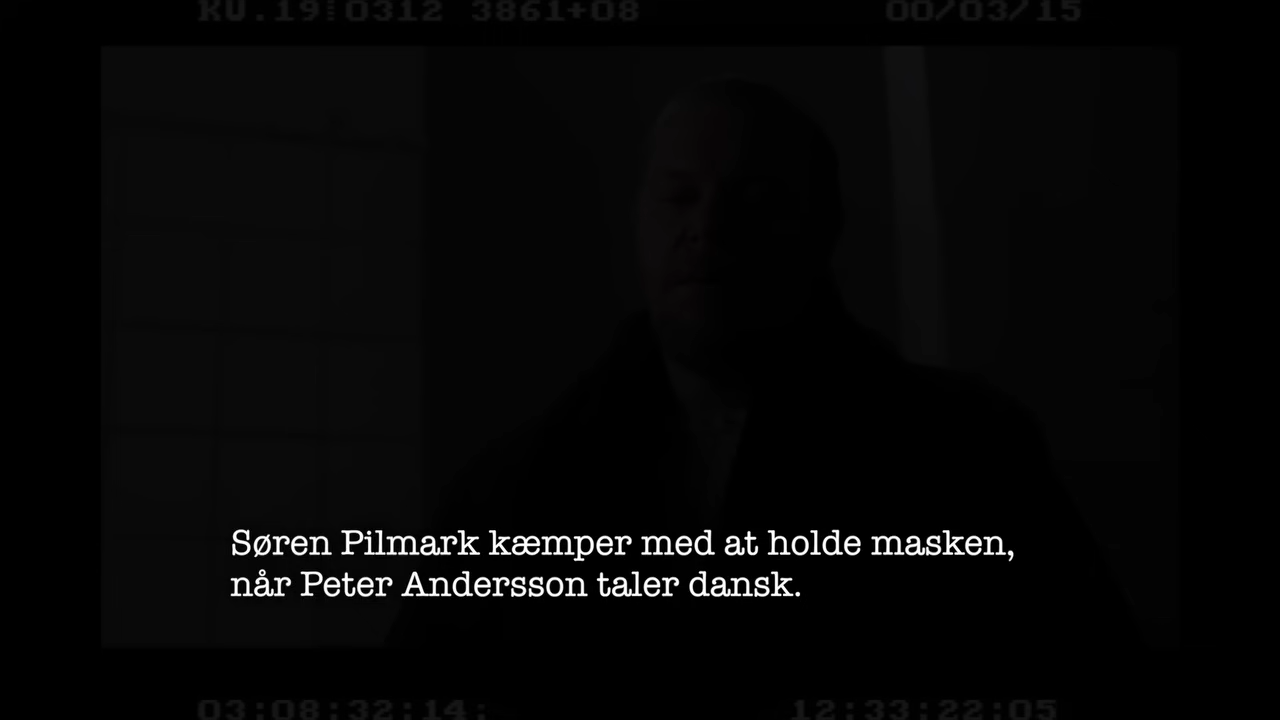 KU.19 0312 3861+08 00/03/15
Søren Pilmark kæmper med at holde masken,
når Peter Andersson taler dansk.
03:08:32:14: 12:33:22:05